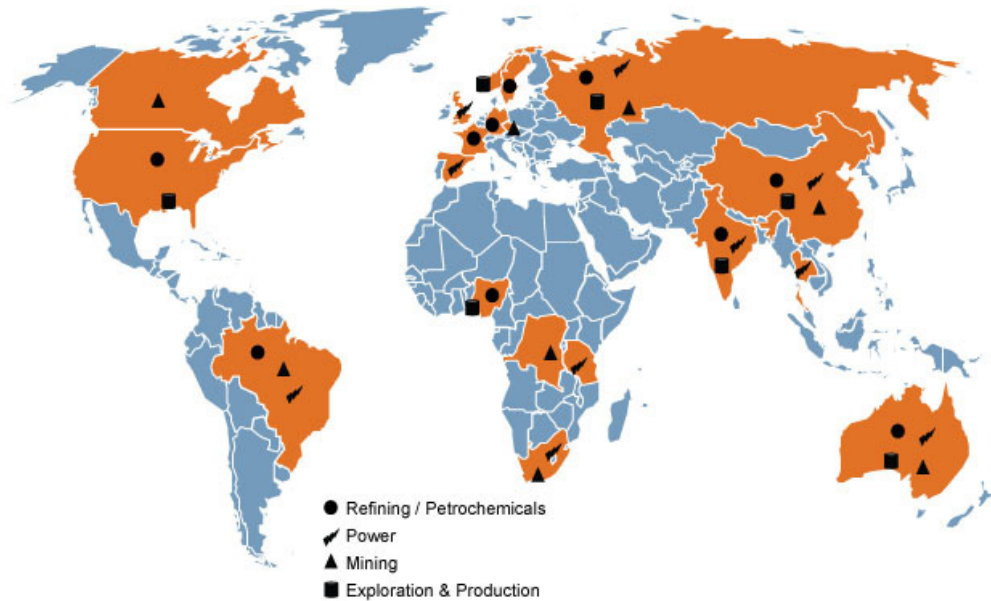 Refining / Petrochemicals
Power
Mining
Exploration & Production